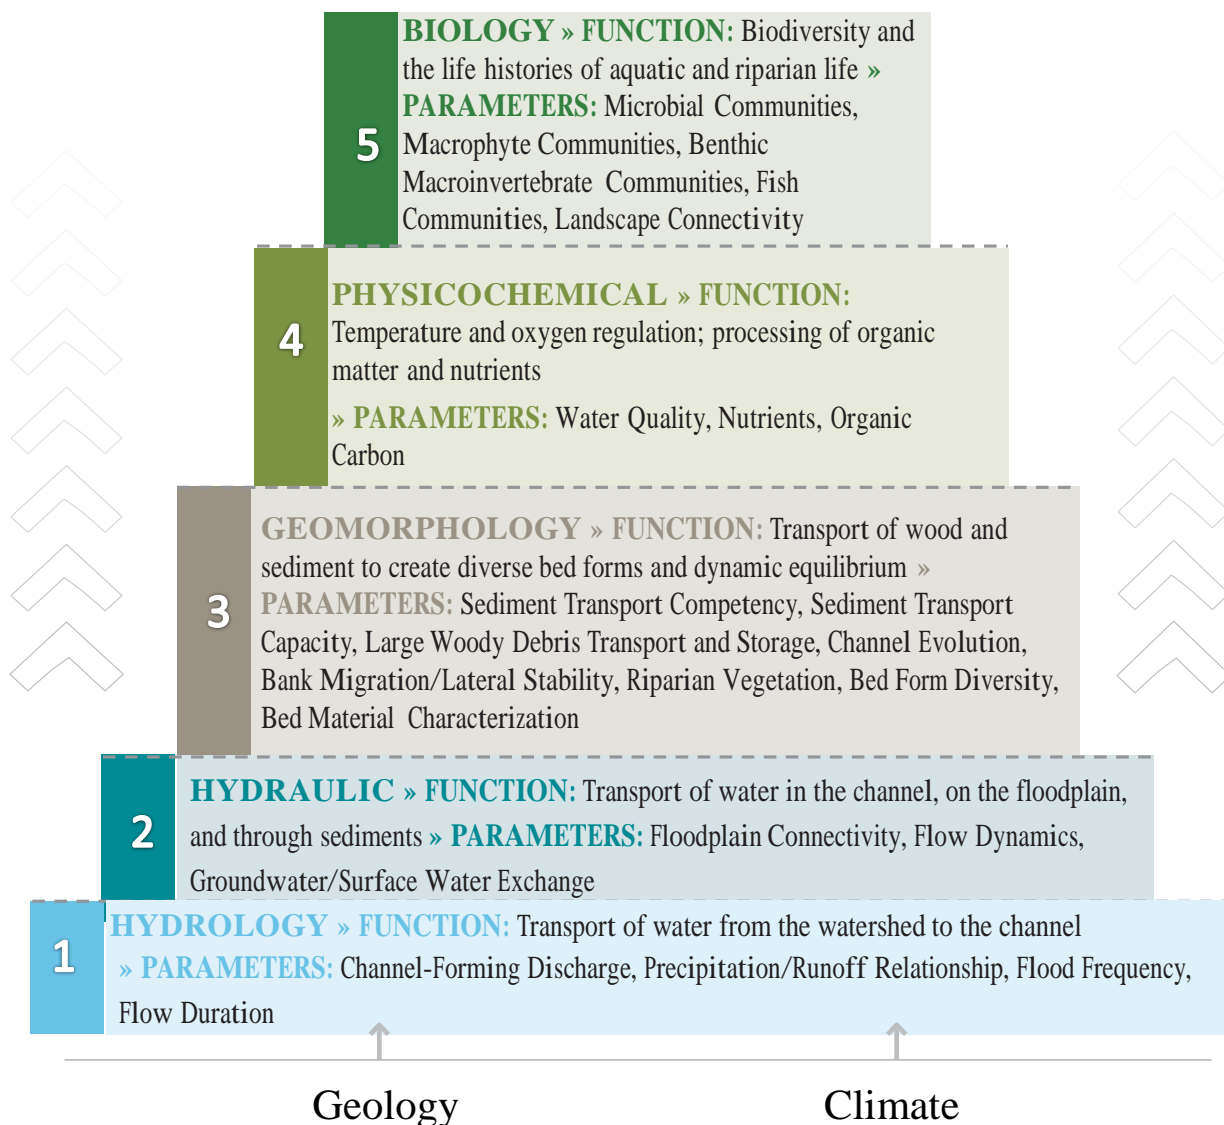 5
BIOLOGY » FUNCTION: Biodiversity and
the life histories of aquatic and riparian life »
PARAMETERS: Microbial Communities,
Macrophyte Communities, Benthic
Macroinvertebrate Communities, Fish
Communities, Landscape Connectivity
4
PHYSICOCHEMICAL » FUNCTION:
Temperature and oxygen regulation; processing of organic
matter and nutrients
» PARAMETERS: Water Quality, Nutrients, Organic
Carbon
3
GEOMORPHOLOGY » FUNCTION: Transport of wood and
sediment to create diverse bed forms and dynamic equilibrium »
PARAMETERS: Sediment Transport Competency, Sediment Transport
Capacity, Large Woody Debris Transport and Storage, Channel Evolution,
Bank Migration/Lateral Stability, Riparian Vegetation, Bed Form Diversity,
Bed Material Characterization
2
HYDRAULIC » FUNCTION: Transport of water in the channel, on the floodplain,
and through sediments » PARAMETERS: Floodplain Connectivity, Flow Dynamics,
Groundwater/Surface Water Exchange
1
HYDROLOGY » FUNCTION: Transport of water from the watershed to the channel
» PARAMETERS: Channel-Forming Discharge, Precipitation/Runoff Relationship, Flood Frequency,
Flow Duration
Geology
Climate